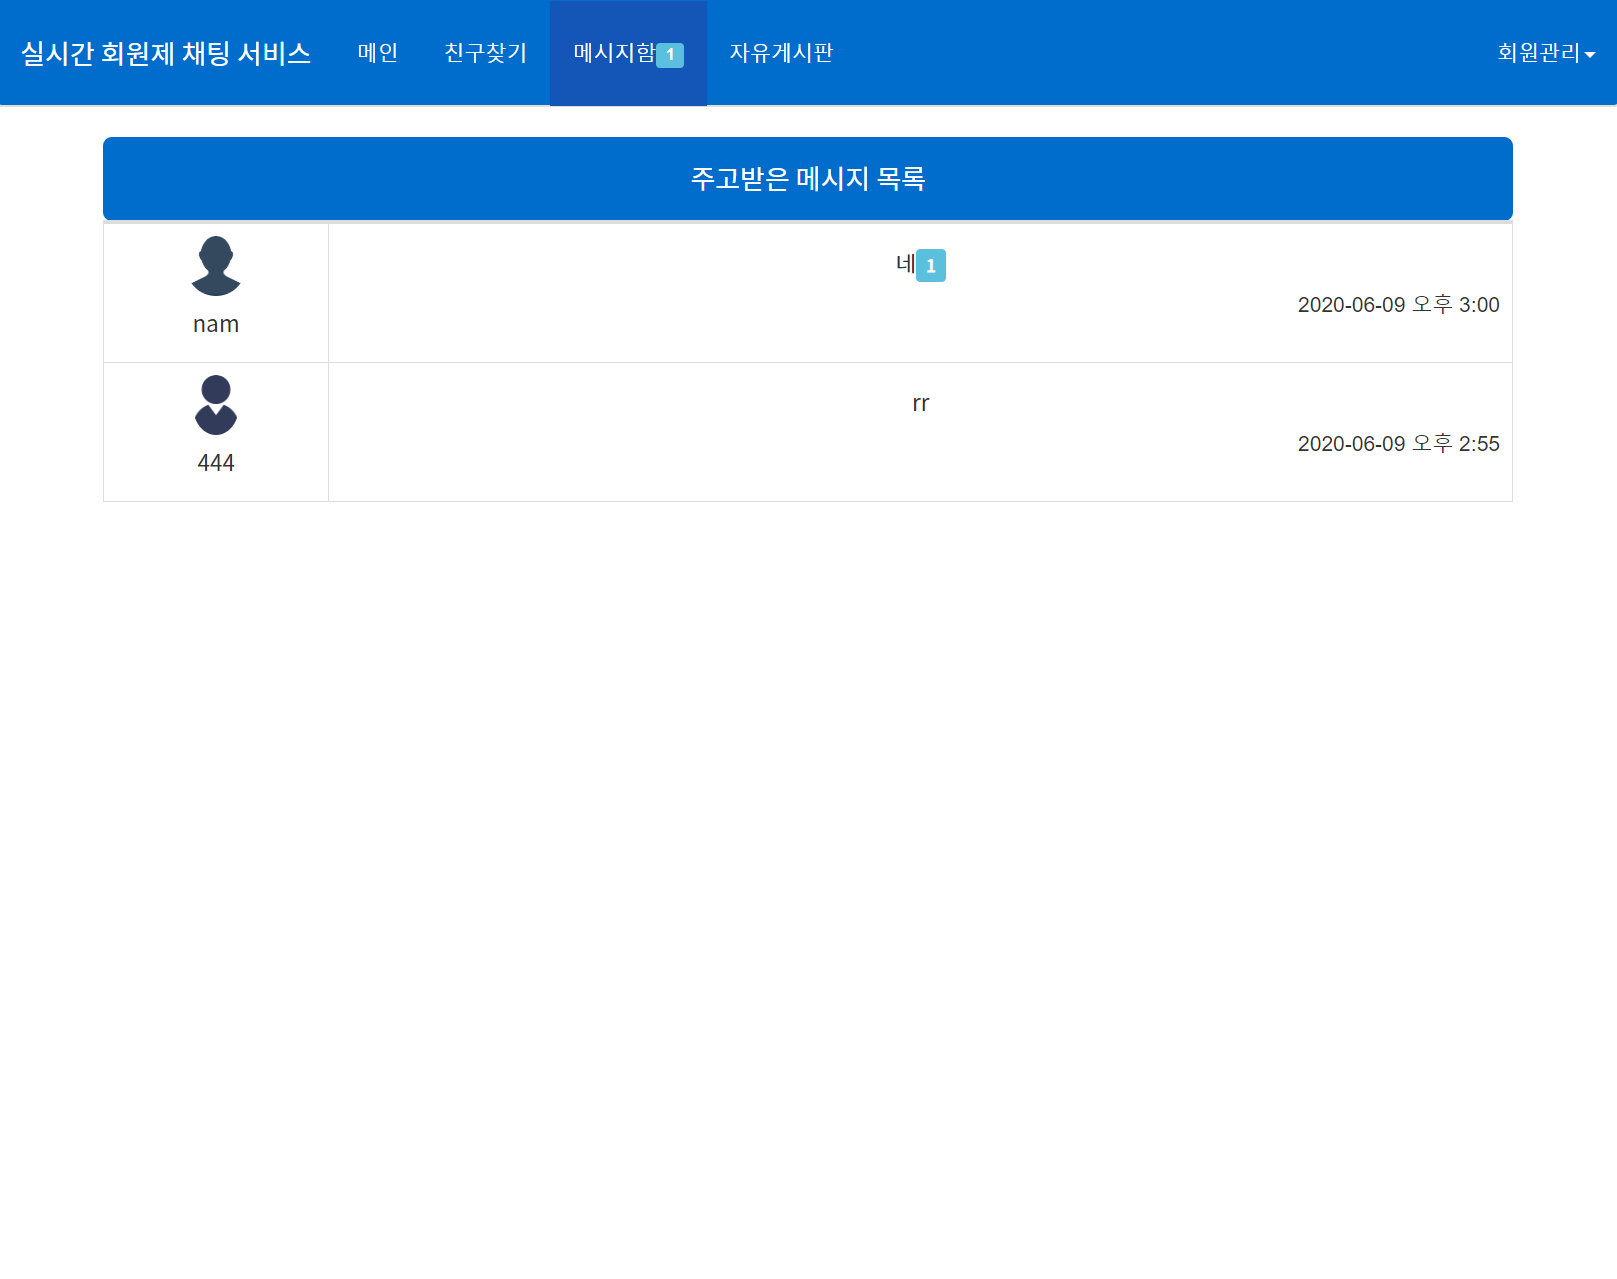 실시간 회원제 채팅 서비스 메인 친구찾기 메시지함 1 자유게시판 회원관리
주고받은 메시지 목록
네 1
2020-06-09 오후 3:00
nam
rr
2020-06-09 오후 2:55
444